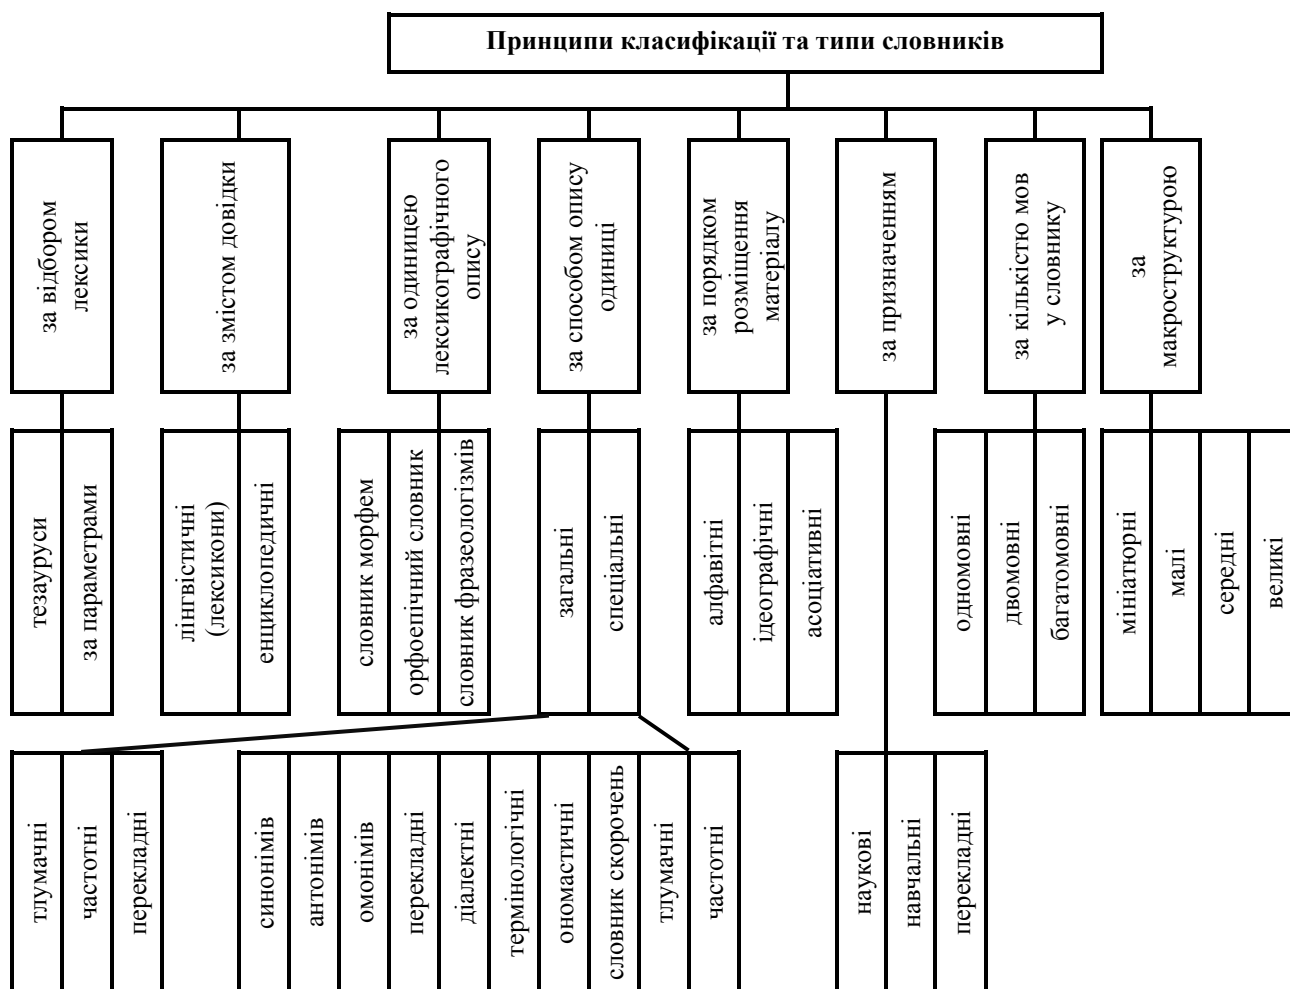 Принципи класифікації та типи словників
за відбором
лексики
за змістом довідки
за одиницею
лексикографічного
опису
за способом опису
одиниці
за порядком
розміщення
матеріалу
за призначенням
за кількістю мов
у словнику
за
макроструктурою
тезауруси
за параметрами
лінгвістичні
(лексикони)
енциклопедичні
словник морфем
орфоепічний словник
словник фразеологізмів
загальні
спеціальні
алфавітні
ідеографічні
асоціативні
одномовні
двомовні
багатомовні
мініатюрні
малі
середні
великі
тлумачні
частотні
перекладні
синонімів
антонімів
омонімів
перекладні
діалектні
термінологічні
ономастичні
словник скорочень
тлумачні
частотні
наукові
навчальні
перекладні